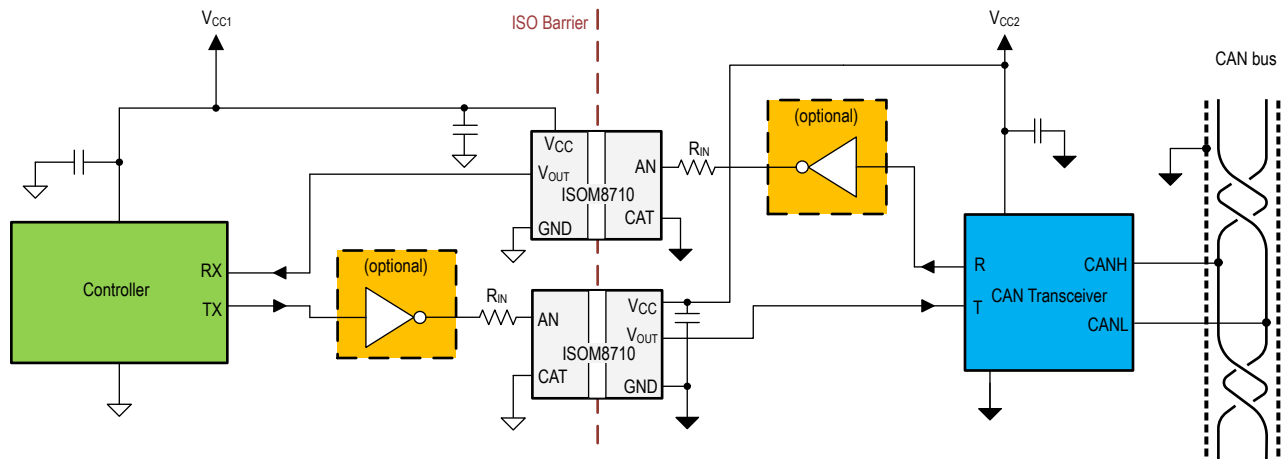 VCC1
ISO Barrier
VCC2
CAN bus
(optional)
VCC
VOUT
ISOM8710
GND
AN
CAT
RIN
Controller
RX
TX
(optional)
RIN
AN
CAT
ISOM8710
VCC
VOUT
GND
R
T
CAN Transceiver
CANH
CANL